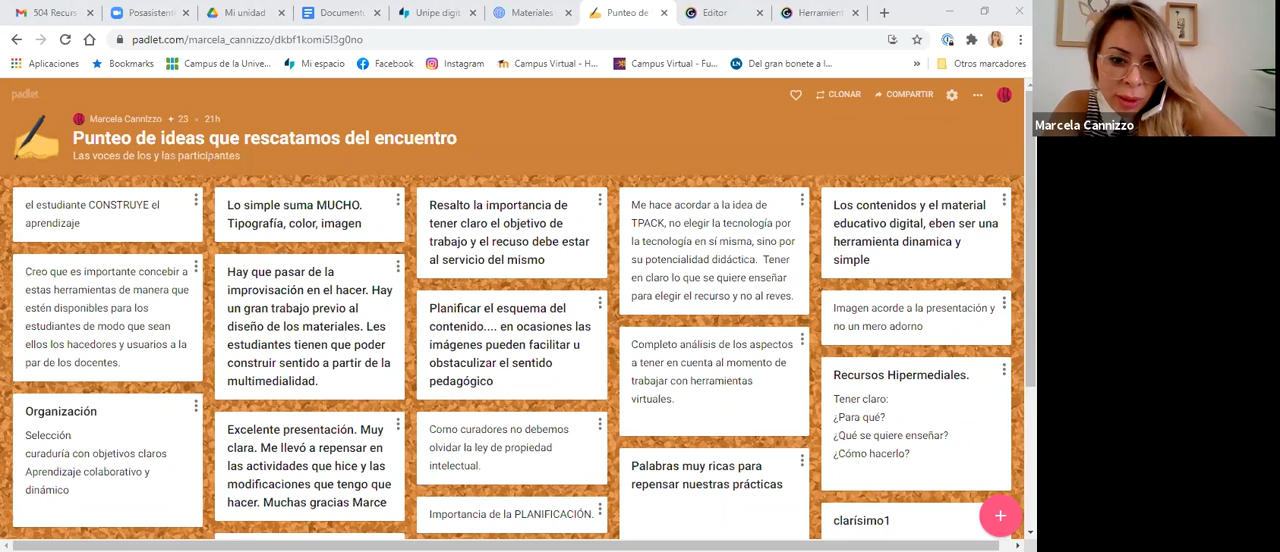 504 Recurs
Posasistent
Mi unidad
Documento
Unipe digit
Materiales
Punteo de
Editor
Herramient
padlet.com/marcela_cannizzo/dkbf1komi5l3g0no
Aplicaciones
Bookmarks
Campus de la Unive...
Mi espacio
Facebook
Instagram
Campus Virtual - H...
Campus Virtual - Fu...
Del gran bonete a l...
»
Otros marcadores
padlet
CLONAR
COMPARTIR
Marcela CannIzzo + 23 • 21h
Punteo de ideas que rescatamos del encuentro
Las voces de los y las participantes
el estudiante CONSTRUYE el
aprendizaje
Creo que es importante concebir a
estas herramientas de manera que
estén disponibles para los
estudiantes de modo que sean
ellos los hacedores y usuarios a la
par de los docentes.
Organización
Selección
curaduría con objetivos claros
Aprendizaje colaborativo y
dinámico
Lo simple suma MUCHO.
Tipografía, color, imagen
Hay que pasar de la
improvisación en el hacer. Hay
un gran trabajo previo al
diseño de los materiales. Les
estudiantes tienen que poder
construir sentido a partir de la
multimedialidad.
Excelente presentación. Muy
clara. Me llevó a repensar en
las actividades que hice y las
modificaciones que tengo que
hacer. Muchas gracias Marce
Resalto la importancia de
tener claro el objetivo de
trabajo y el recuso debe estar
al servicio del mismo
Planificar el esquema del
contenido.... en ocasiones las
imágenes pueden facilitar u
obstaculizar el sentido
pedagógico
Como curadores no debemos
olvidar la ley de propiedad
intelectual.
Importancia de la PLANIFICACIÓN.
Me hace acordar a la idea de
TPACK, no elegir la tecnología por
la tecnología en sí misma, sino por
su potencialidad didáctica. Tener
en claro lo que se quiere enseñar
para elegir el recurso y no al reves.
Completo análisis de los aspectos
a tener en cuenta al momento de
trabajar con herramientas
virtuales.
Palabras muy ricas para
repensar nuestras prácticas
Los contenidos y el material
educativo digital, eben ser una
herramienta dinamica y
simple
Imagen acorde a la presentación y
no un mero adorno
Recursos Hipermediales.
Tener claro:
¿Para qué?
¿Qué se quiere enseñar?
¿Cómo hacerlo?
clarísimo1
Marcela Cannizzo